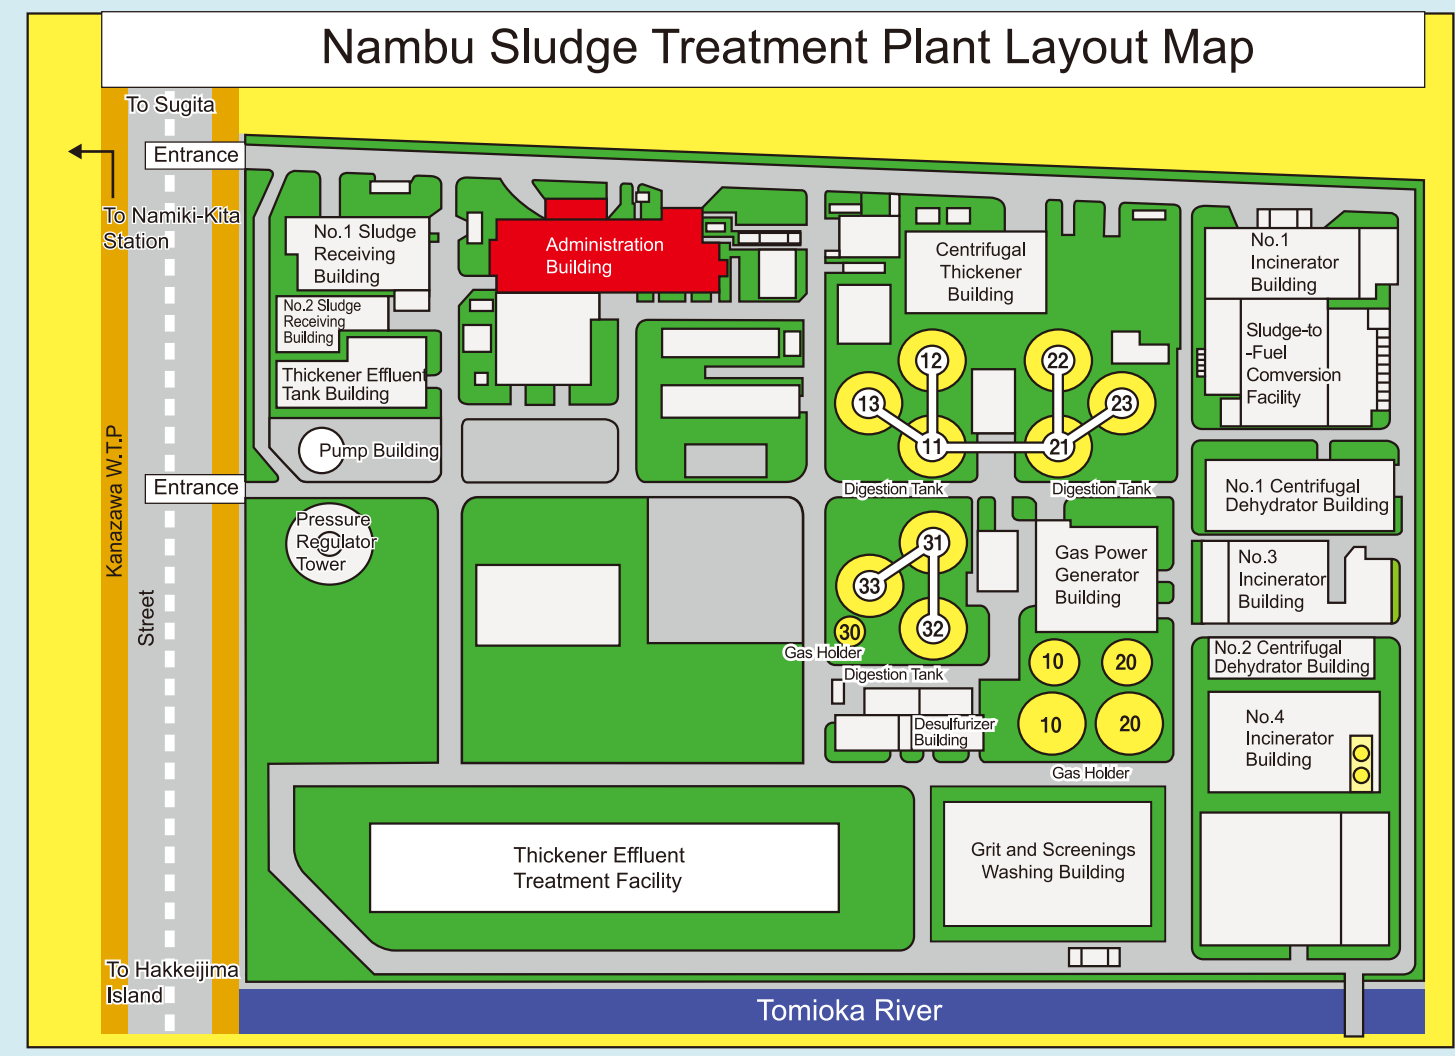 Nambu Sludge Treatment Plant Layout Map
To Sugita
Entrance
To Namiki-Kita
Station
No.1 Sludge
Receiving
Building
No.2 Sludge
Receiving
Building
Thickener Effluent
Tank Building
Pump Building
Administration
Building
Centrifugal
Thickener
Building
No.1
Incinerator
Building
Sludge-to
-Fuel
Comversion
Facility
12
22
13
23
11
21
Digestion Tank
Digestion Tank
Entrance
Kanazawa W.T.P
Street
Pressure
Regulator
Tower
31
33
32
30
Gas Holder
Digestion Tank
Gas Power
Generator
Building
No.1 Centrifugal
Dehydrator Building
No.3
Incinerator
Building
No.2 Centrifugal
Dehydrator Building
10
20
10
20
Gas Holder
Desulfurizer
Building
No.4
Incinerator
Building
Thickener Effluent
Treatment Facility
Grit and Screenings
Washing Building
To Hakkeijima
Island
Tomioka River